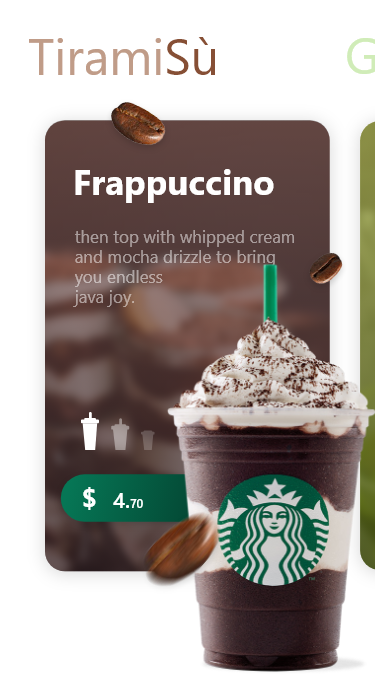 TiramiSù
G
Frappuccino
then top with whipped cream
and mocha drizzle to bring
you endless
java joy.
$ 4.70